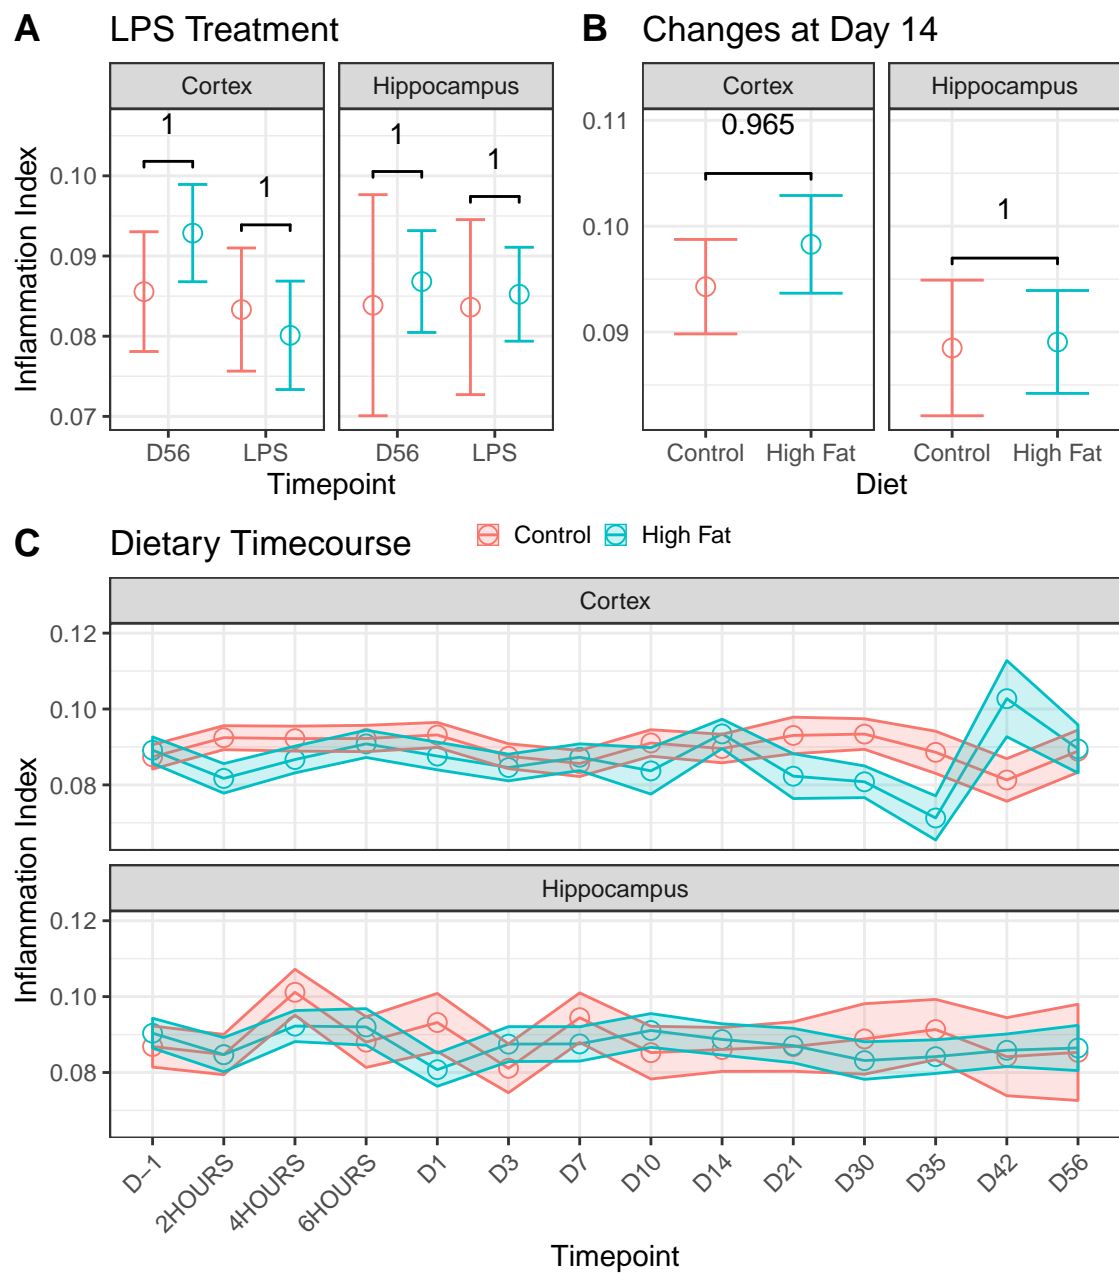 A LPS Treatment
Cortex
Hippocampus
1
1
1
1
0.10
0.09
0.08
0.07
Inflammation Index
D56
LPS
D56
LPS
Timepoint
B Changes at Day 14
Cortex
Hippocampus
0.965
1
0.11
0.10
0.09
Control
High Fat
Control
High Fat
Diet
C Dietary Timecourse
Control
High Fat
Cortex
0.12
0.10
0.08
Inflammation Index
Hippocampus
0.12
0.10
0.08
Inflammation Index
D−1
2HOURS
4HOURS
6HOURS
D1
D3
D7
D10
D14
D21
D30
D35
D42
D56
Timepoint